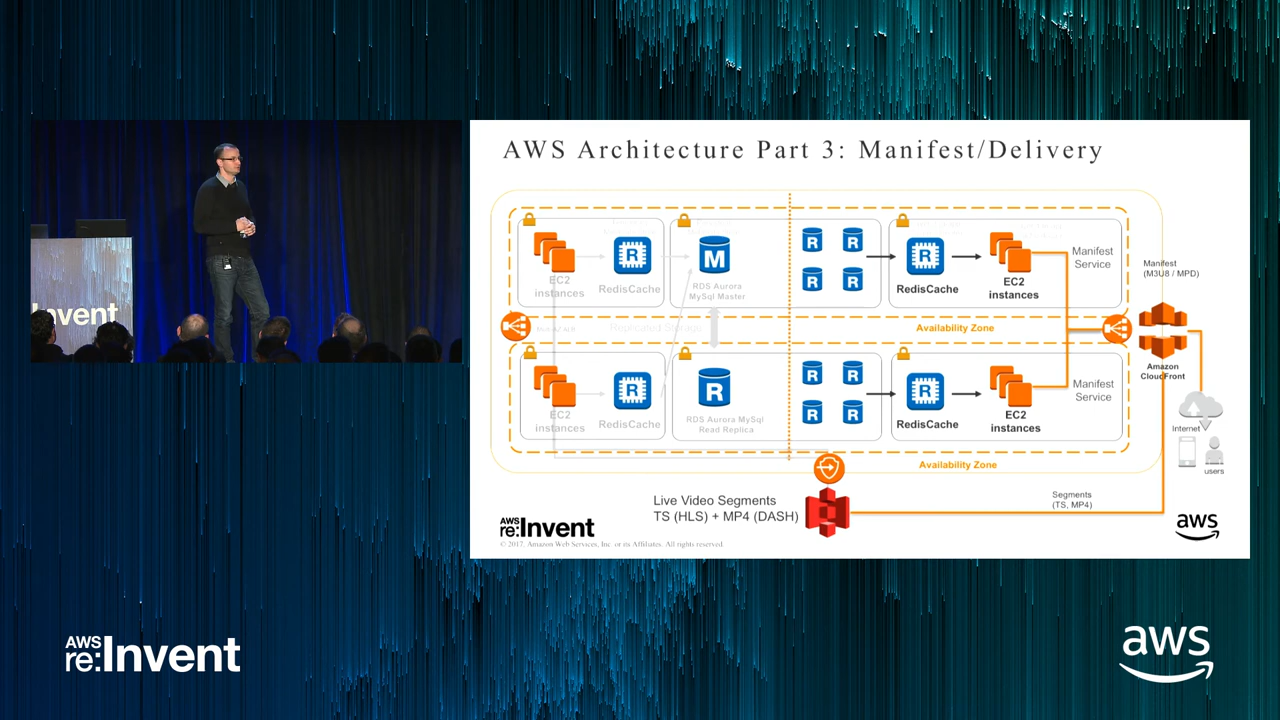 AWS Architecture Part 3: Manifest/Delivery
M
R
R
R
R
R
R
Manifest
Service
EC2
instances
RedisCache
RDS Aurora
MySql Master
RedisCache
EC2
instances
Manifest
(M3U8 / MPD)
Replicated Storage
Availability Zone
R
R
R
R
R
R
R
Manifest
Service
Amazon
CloudFront
EC2
instances
RedisCache
RDS Aurora MySql
Read Replica
RedisCache
EC2
instances
Internet
users
Availability Zone
Live Video Segments
TS (HLS) + MP4 (DASH)
Segments
(TS, MP4)
AWS
re:Invent
aws
© 2017, Amazon Web Services, Inc. or its Affiliates. All rights reserved.
Invent
AWS
re:Invent
aws